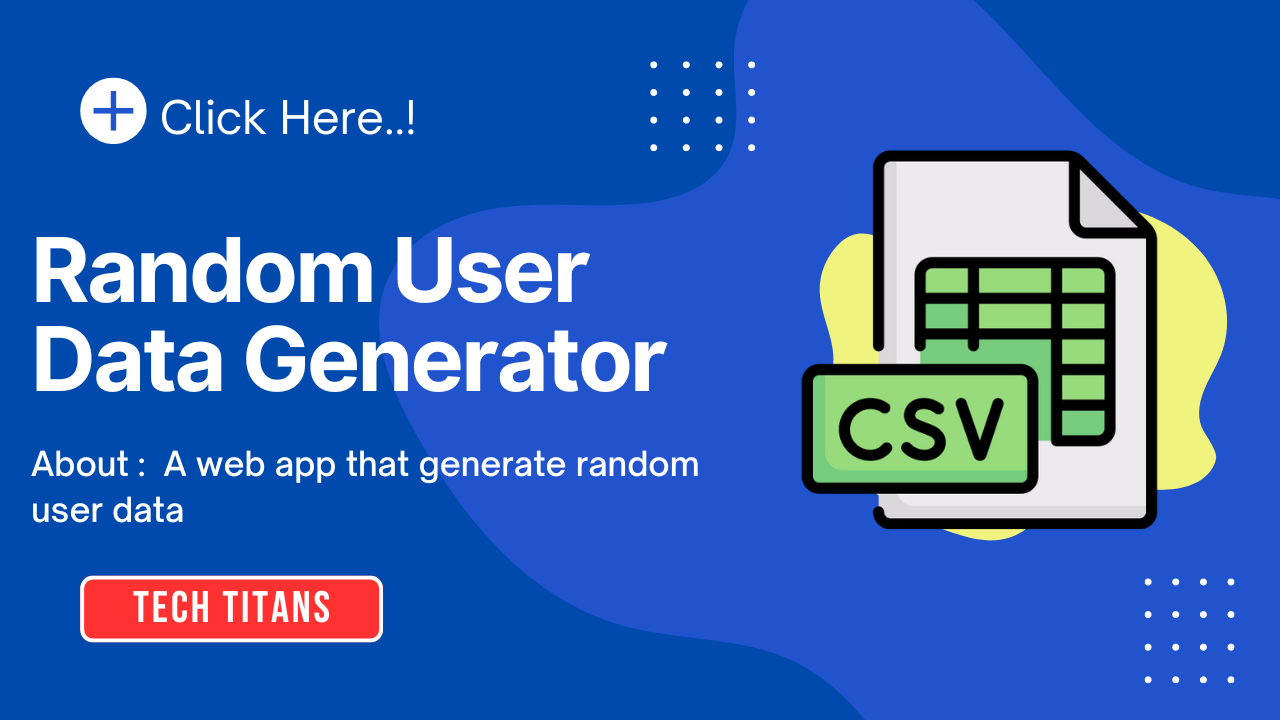 Click Here..!
Random User
Data Generator
About :  A web app that generate random
user data
CSV
TECH TITANS